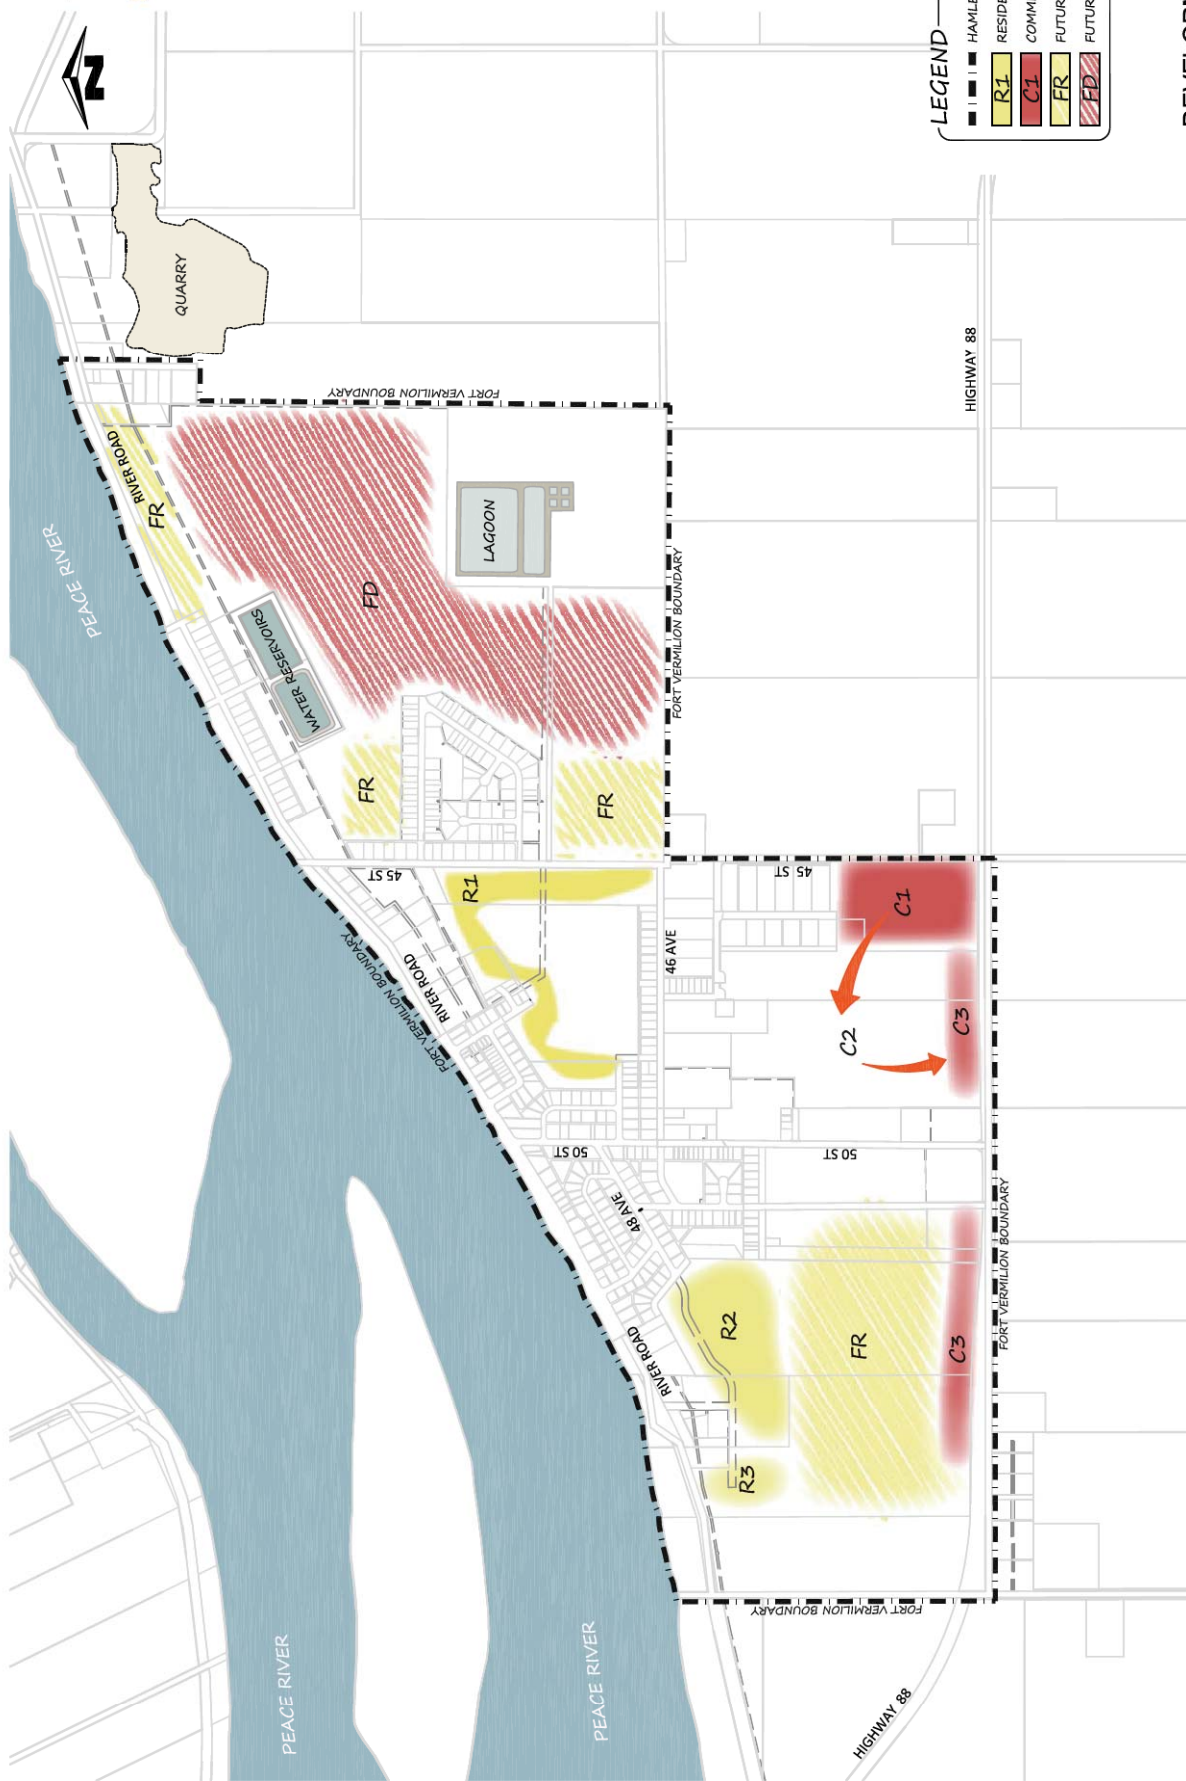 N
QUARRY
PEACE RIVER
RIVER ROAD
FR
FORT VERMILION BOUNDARY
FD
LAGOON
WATER RESERVOIRS
FR
FR
FORT VERMILION BOUNDARY
45 ST
R1
FORT VERMILION BOUNDARY
RIVER ROAD
FORT VERMILION BOUNDARY
46 AVE
45 ST
C1
C2
C3
HIGHWAY 88
50 ST
50 ST
48 AVE
RIVER ROAD
R2
R3
FR
C3
FORT VERMILION BOUNDARY
FORT VERMILION BOUNDARY
HIGHWAY 88
PEACE RIVER
PEACE RIVER
LEGEND
HAMLE
R1 RESIDE
C1 COMM
FR FUTUR
FD FUTUR